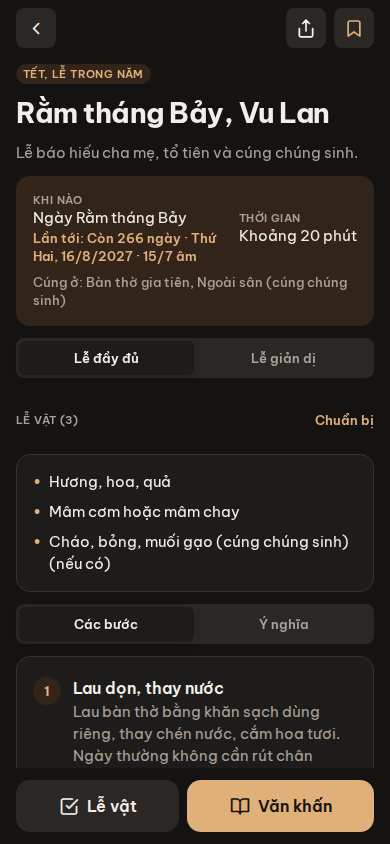 TẾT, LỄ TRONG NĂM
Rằm tháng Bảy, Vu Lan
Lễ báo hiếu cha mẹ, tổ tiên và cúng chúng sinh.
KHI NÀO
Ngày Rằm tháng Bảy
Lần tới: Còn 266 ngày · Thứ
Hai, 16/8/2027 · 15/7 âm
THỜI GIAN
Khoảng 20 phút
Cúng ở: Bàn thờ gia tiên, Ngoài sân (cúng chúng
sinh)
Lễ đầy đủ
Lễ giản dị
LỄ VẬT (3)
Chuẩn bị
• Hương, hoa, quả
• Mâm cơm hoặc mâm chay
• Cháo, bỏng, muối gạo (cúng chúng sinh)
(nếu có)
Các bước
Ý nghĩa
1
Lau dọn, thay nước
Lau bàn thờ bằng khăn sạch dùng
riêng, thay chén nước, cắm hoa tươi.
Ngày thường không cần rút chân
Lễ vật
Văn khấn